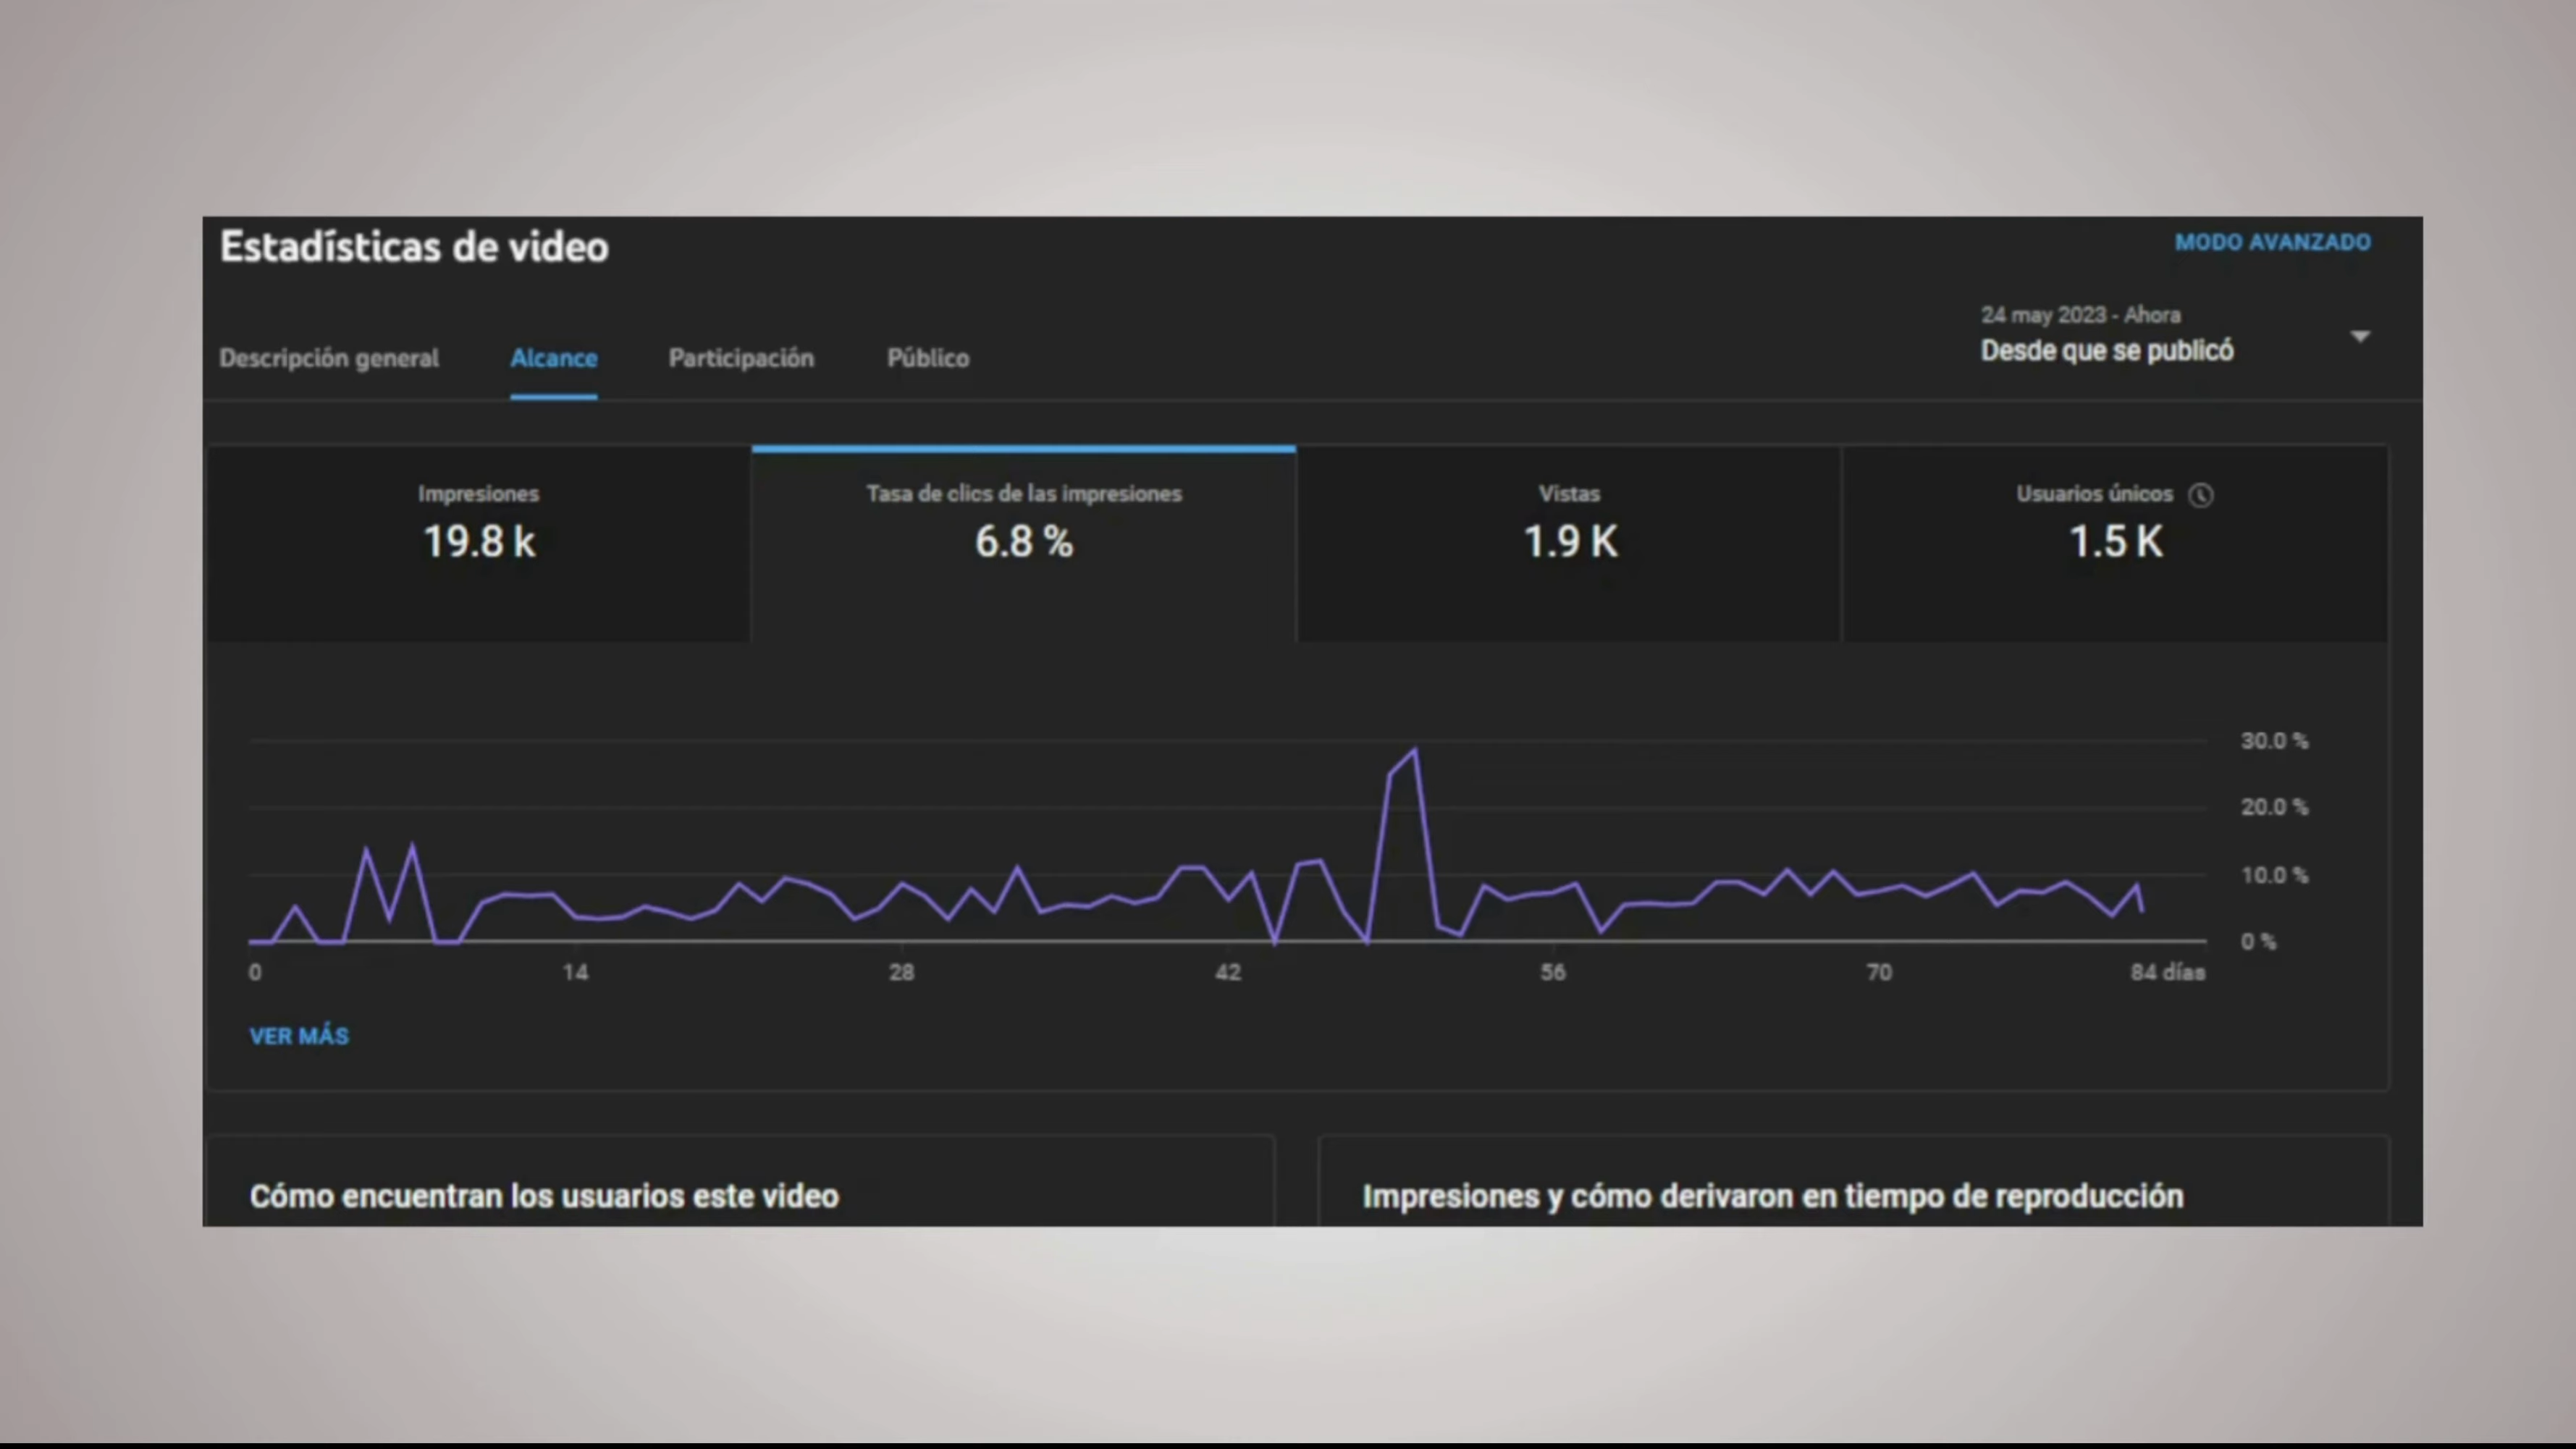 Estadísticas de video
MODO AVANZADO
24 may 2023 - Ahora
Desde que se publicó
Descripción general
Alcance
Participación
Público
Impresiones
19.8 k
Tasa de clics de las impresiones
6.8 %
Vistas
1.9 K
Usuarios únicos
1.5 K
30.0 %
20.0 %
10.0 %
0 %
0 14 28 42 56 70 84 días
VER MÁS
Cómo encuentran los usuarios este video
Impresiones y cómo derivaron en tiempo de reproducción